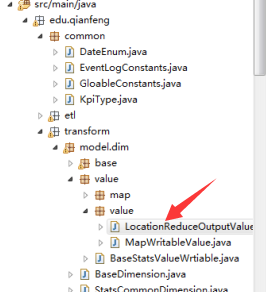 src/main/java
edu.qianfeng
common
DateEnum.java
EventLogConstants.java
GloableConstants.java
KpiType.java
etl
transform
model.dim
base
value
map
value
LocationReduceOutputValue
MapWritableValue.java
BaseStatsValueWrtiable.java
BaseDimension.java
StatsCommonDimension.java